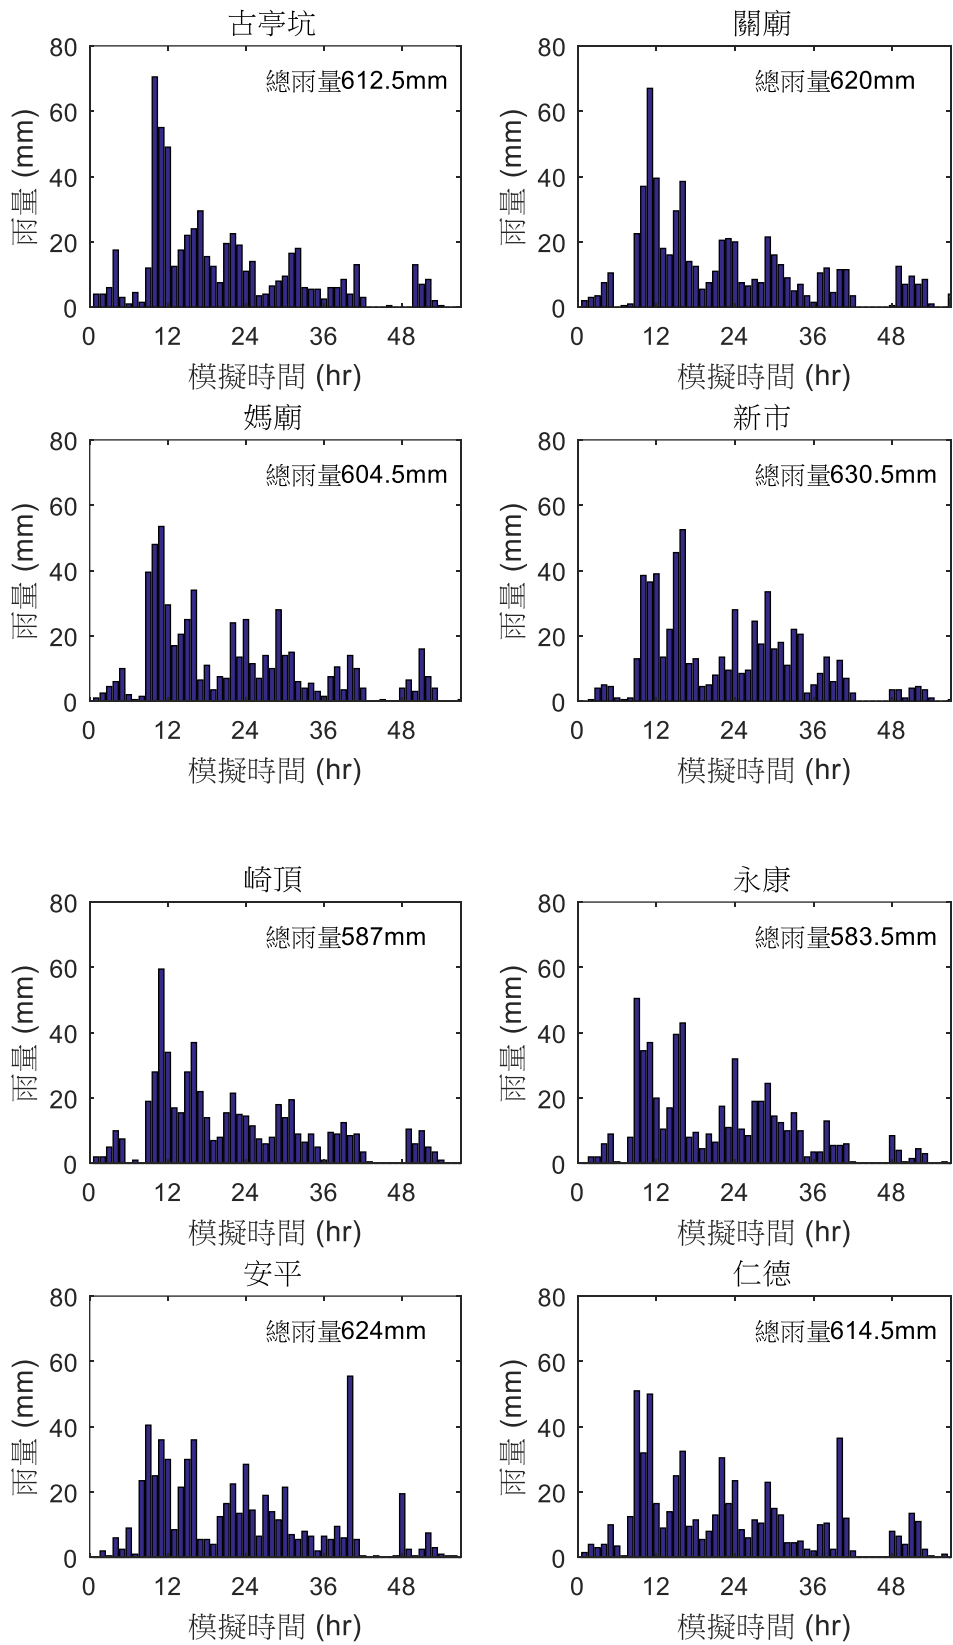 古亭坑
總雨量612.5mm
雨量 (mm)
80
60
40
20
0
0 12 24 36 48
模擬時間 (hr)
關廟
總雨量620mm
雨量 (mm)
80
60
40
20
0
0 12 24 36 48
模擬時間 (hr)
媽廟
總雨量604.5mm
雨量 (mm)
80
60
40
20
0
0 12 24 36 48
模擬時間 (hr)
新市
總雨量630.5mm
雨量 (mm)
80
60
40
20
0
0 12 24 36 48
模擬時間 (hr)
崎頂
總雨量587mm
雨量 (mm)
80
60
40
20
0
0 12 24 36 48
模擬時間 (hr)
永康
總雨量583.5mm
雨量 (mm)
80
60
40
20
0
0 12 24 36 48
模擬時間 (hr)
安平
總雨量624mm
雨量 (mm)
80
60
40
20
0
0 12 24 36 48
模擬時間 (hr)
仁德
總雨量614.5mm
雨量 (mm)
80
60
40
20
0
0 12 24 36 48
模擬時間 (hr)